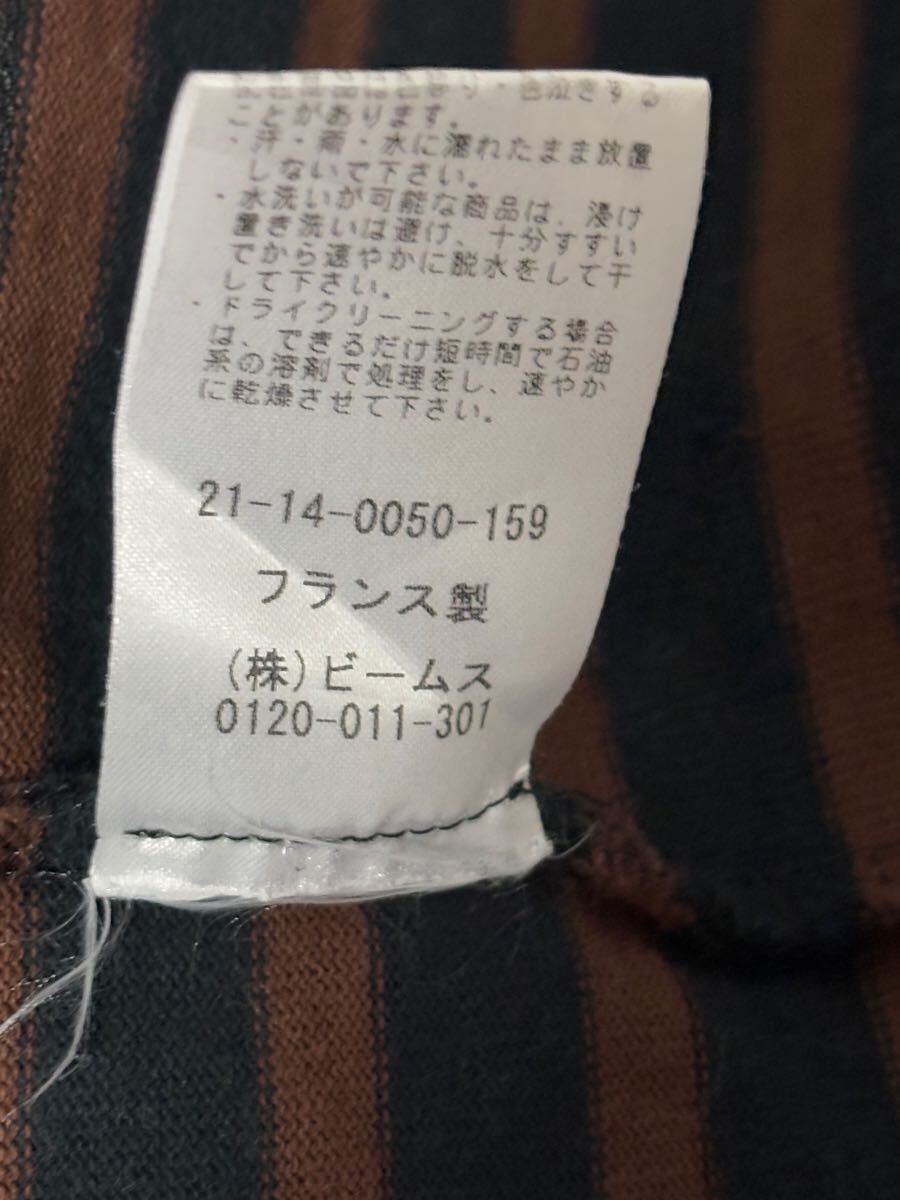 ・色泣きする
ことがあります。
・汗・雨・水に濡れたまま放置
しないで下さい。
・水洗いが可能な商品は、浸け
置き洗いは避け、十分すすい
でから速やかに脱水をして干
して下さい。
・ドライクリーニングする場合
は、できるだけ短時間で石油
系の溶剤で処理をし、速やか
に乾燥させて下さい。
21-14-0050-159
フランス製
(株)ビームス
0120-011-301